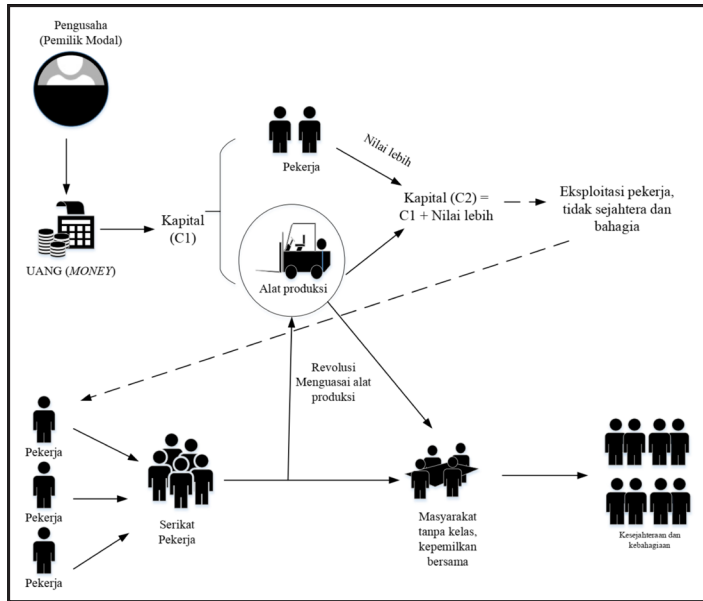 Pengusaha
(Pemilik Modal)
UANG (MONEY)
Kapital
(C1)
Pekerja
Alat produksi
Nilai lebih
Kapital (C2) =
C1 + Nilai lebih
Eksploitasi pekerja,
tidak sejahtera dan
bahagia
Revolusi
Menguasai alat
produksi
Pekerja
Pekerja
Pekerja
Serikat
Pekerja
Masyarakat
tanpa kelas,
kepemilkan
bersama
Kesejahteraan dan
kebahagiaan